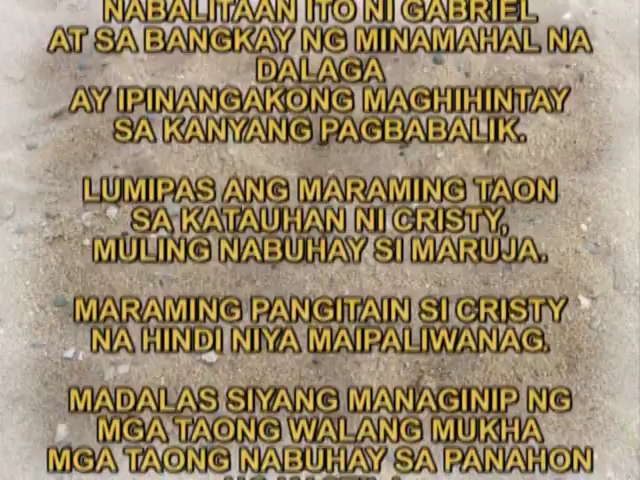 NABALITAAN ITO NI GABRIEL
AT SA BANGKAY NG MINAMAHAL NA
DALAGA
AY IPINANGAKONG MAGHIHINTAY
SA KANYANG PAGBABALIK.
LUMIPAS ANG MARAMING TAON
SA KATAUHAN NI CRISTY,
MULING NABUHAY SI MARUJA.
MARAMING PANGITAIN SI CRISTY
NA HINDI NIYA MAIPALIWANAG.
MADALAS SIYANG MANAGINIP NG
MGA TAONG WALANG MUKHA
MGA TAONG NABUHAY SA PANAHON